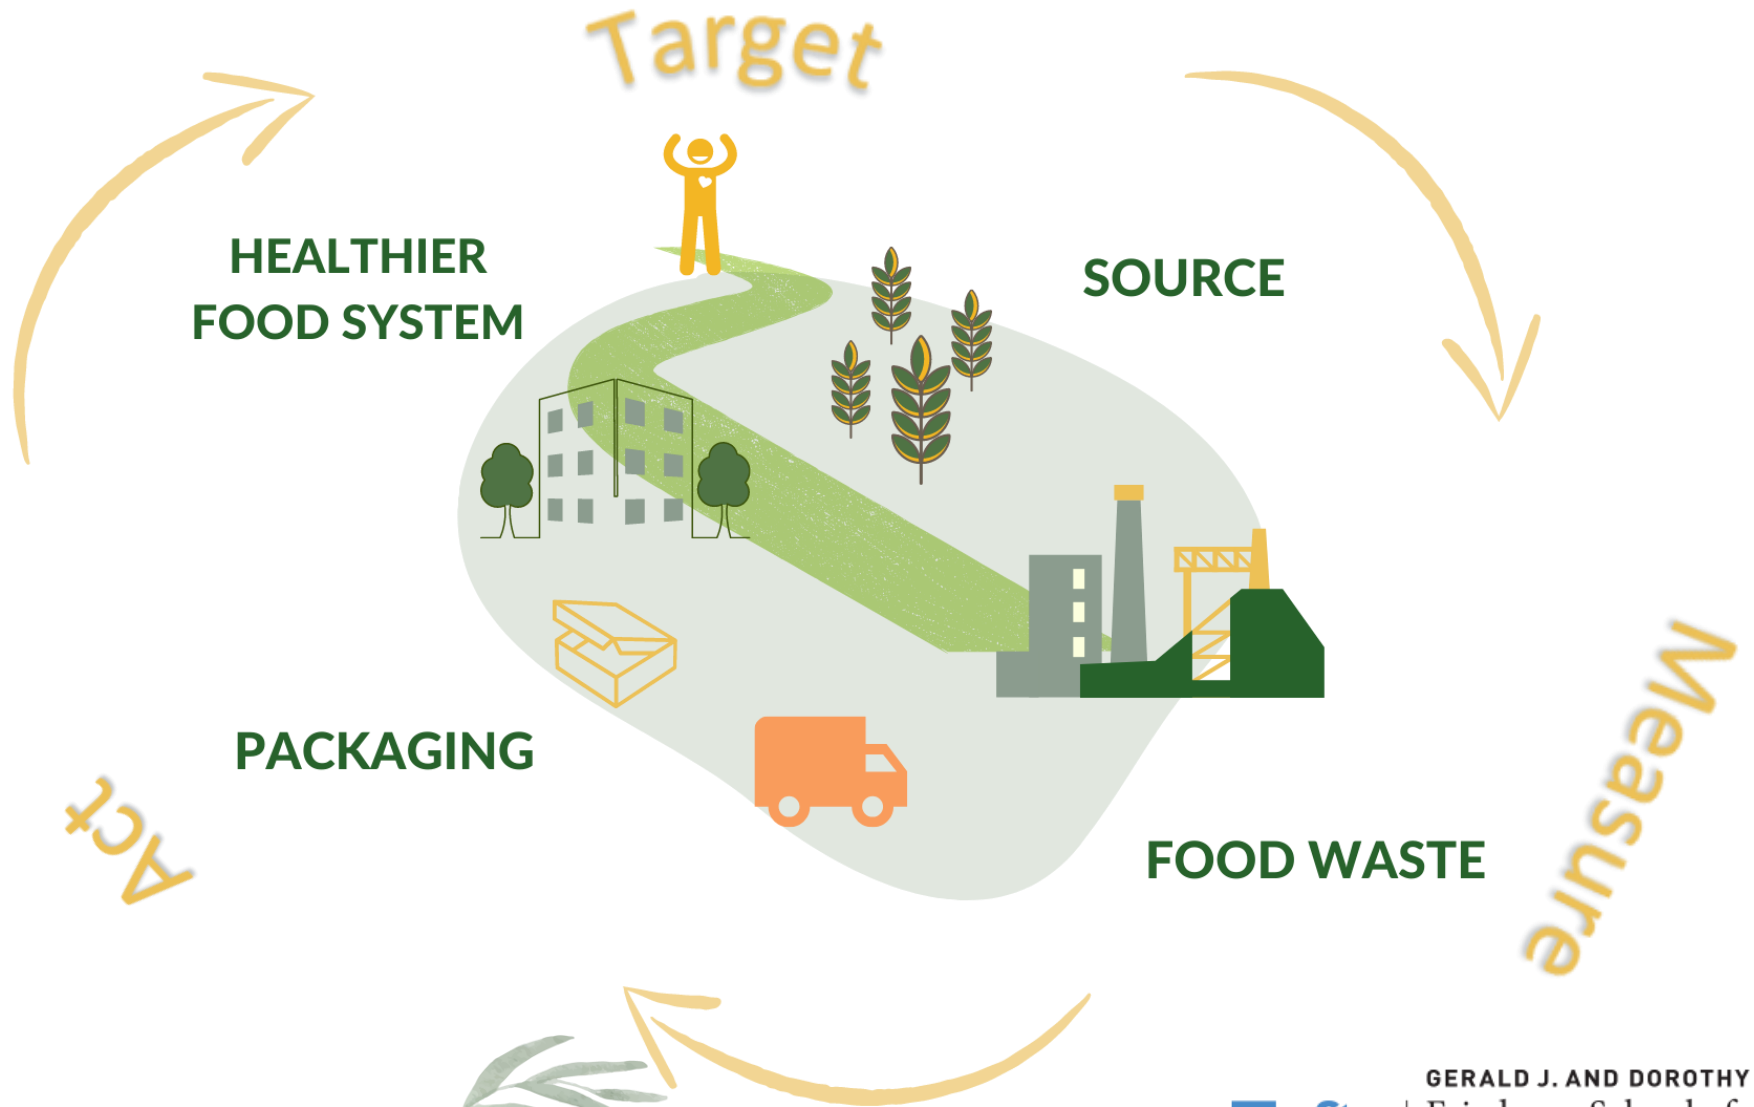 Target
HEALTHIER
FOOD SYSTEM
SOURCE
Measure
PACKAGING
Act
FOOD WASTE
GERALD J. AND DOROTHY